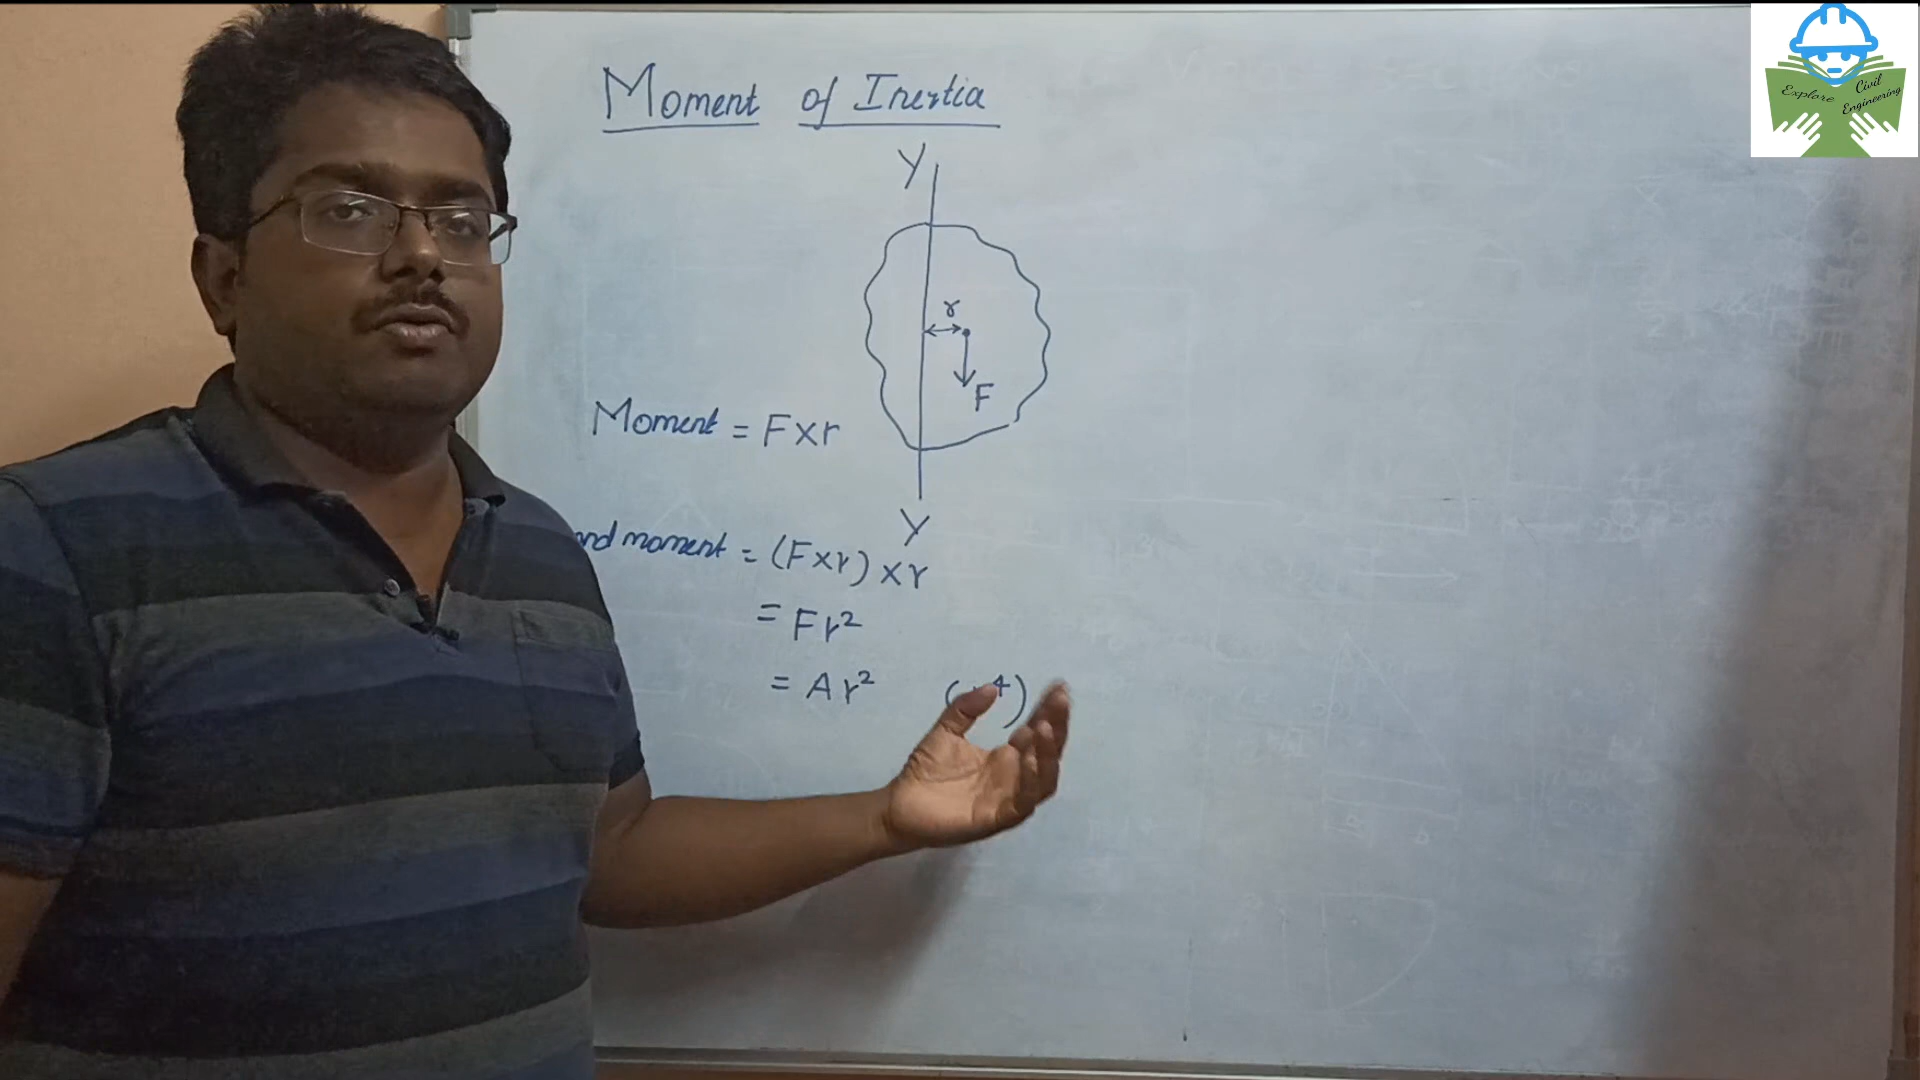 Moment of Inertia
Explore Civil Engineering
Y
r
F
Moment = F×r
Y
moment = (F×r)×r
= Fr²
= Ar²